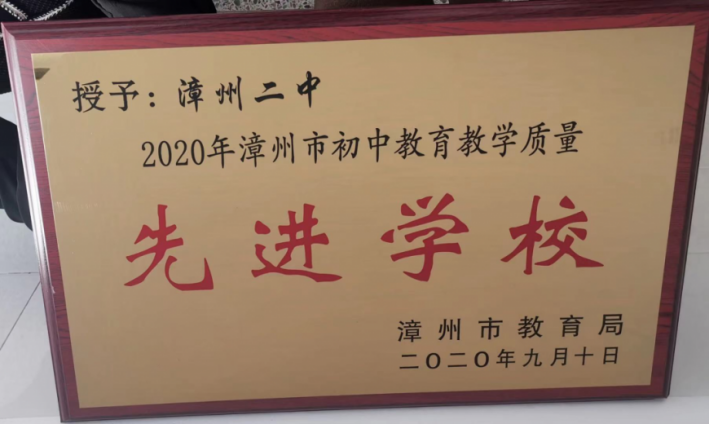 授予：漳州二中
2020年漳州市初中教育教学质量
先进学校
漳州市教育局
二〇二〇年九月十日